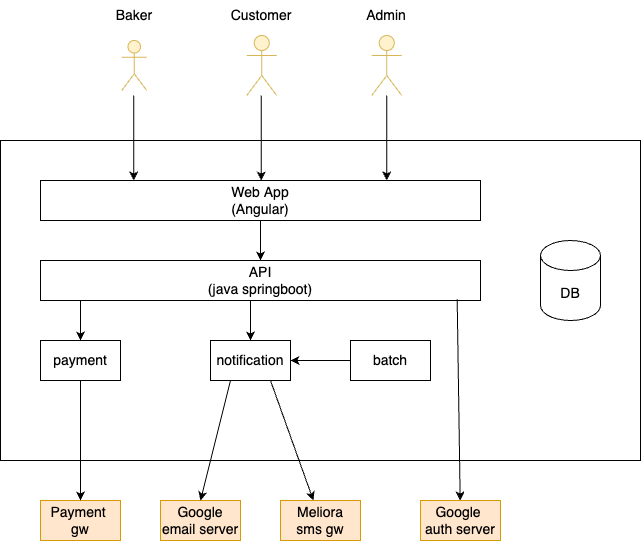 Baker
Customer
Admin
Web App
(Angular)
API
(java springboot)
DB
payment
notification
batch
Payment
gw
Google
email server
Meliora
sms gw
Google
auth server